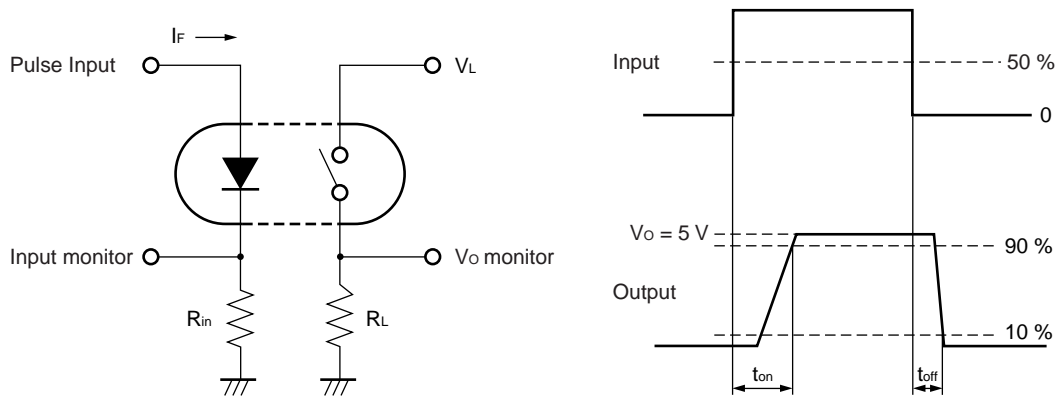 IF
Pulse Input
VL
Input monitor
VO monitor
Rin
RL
Input
50 %
0
VO = 5 V
90 %
Output
10 %
ton
toff